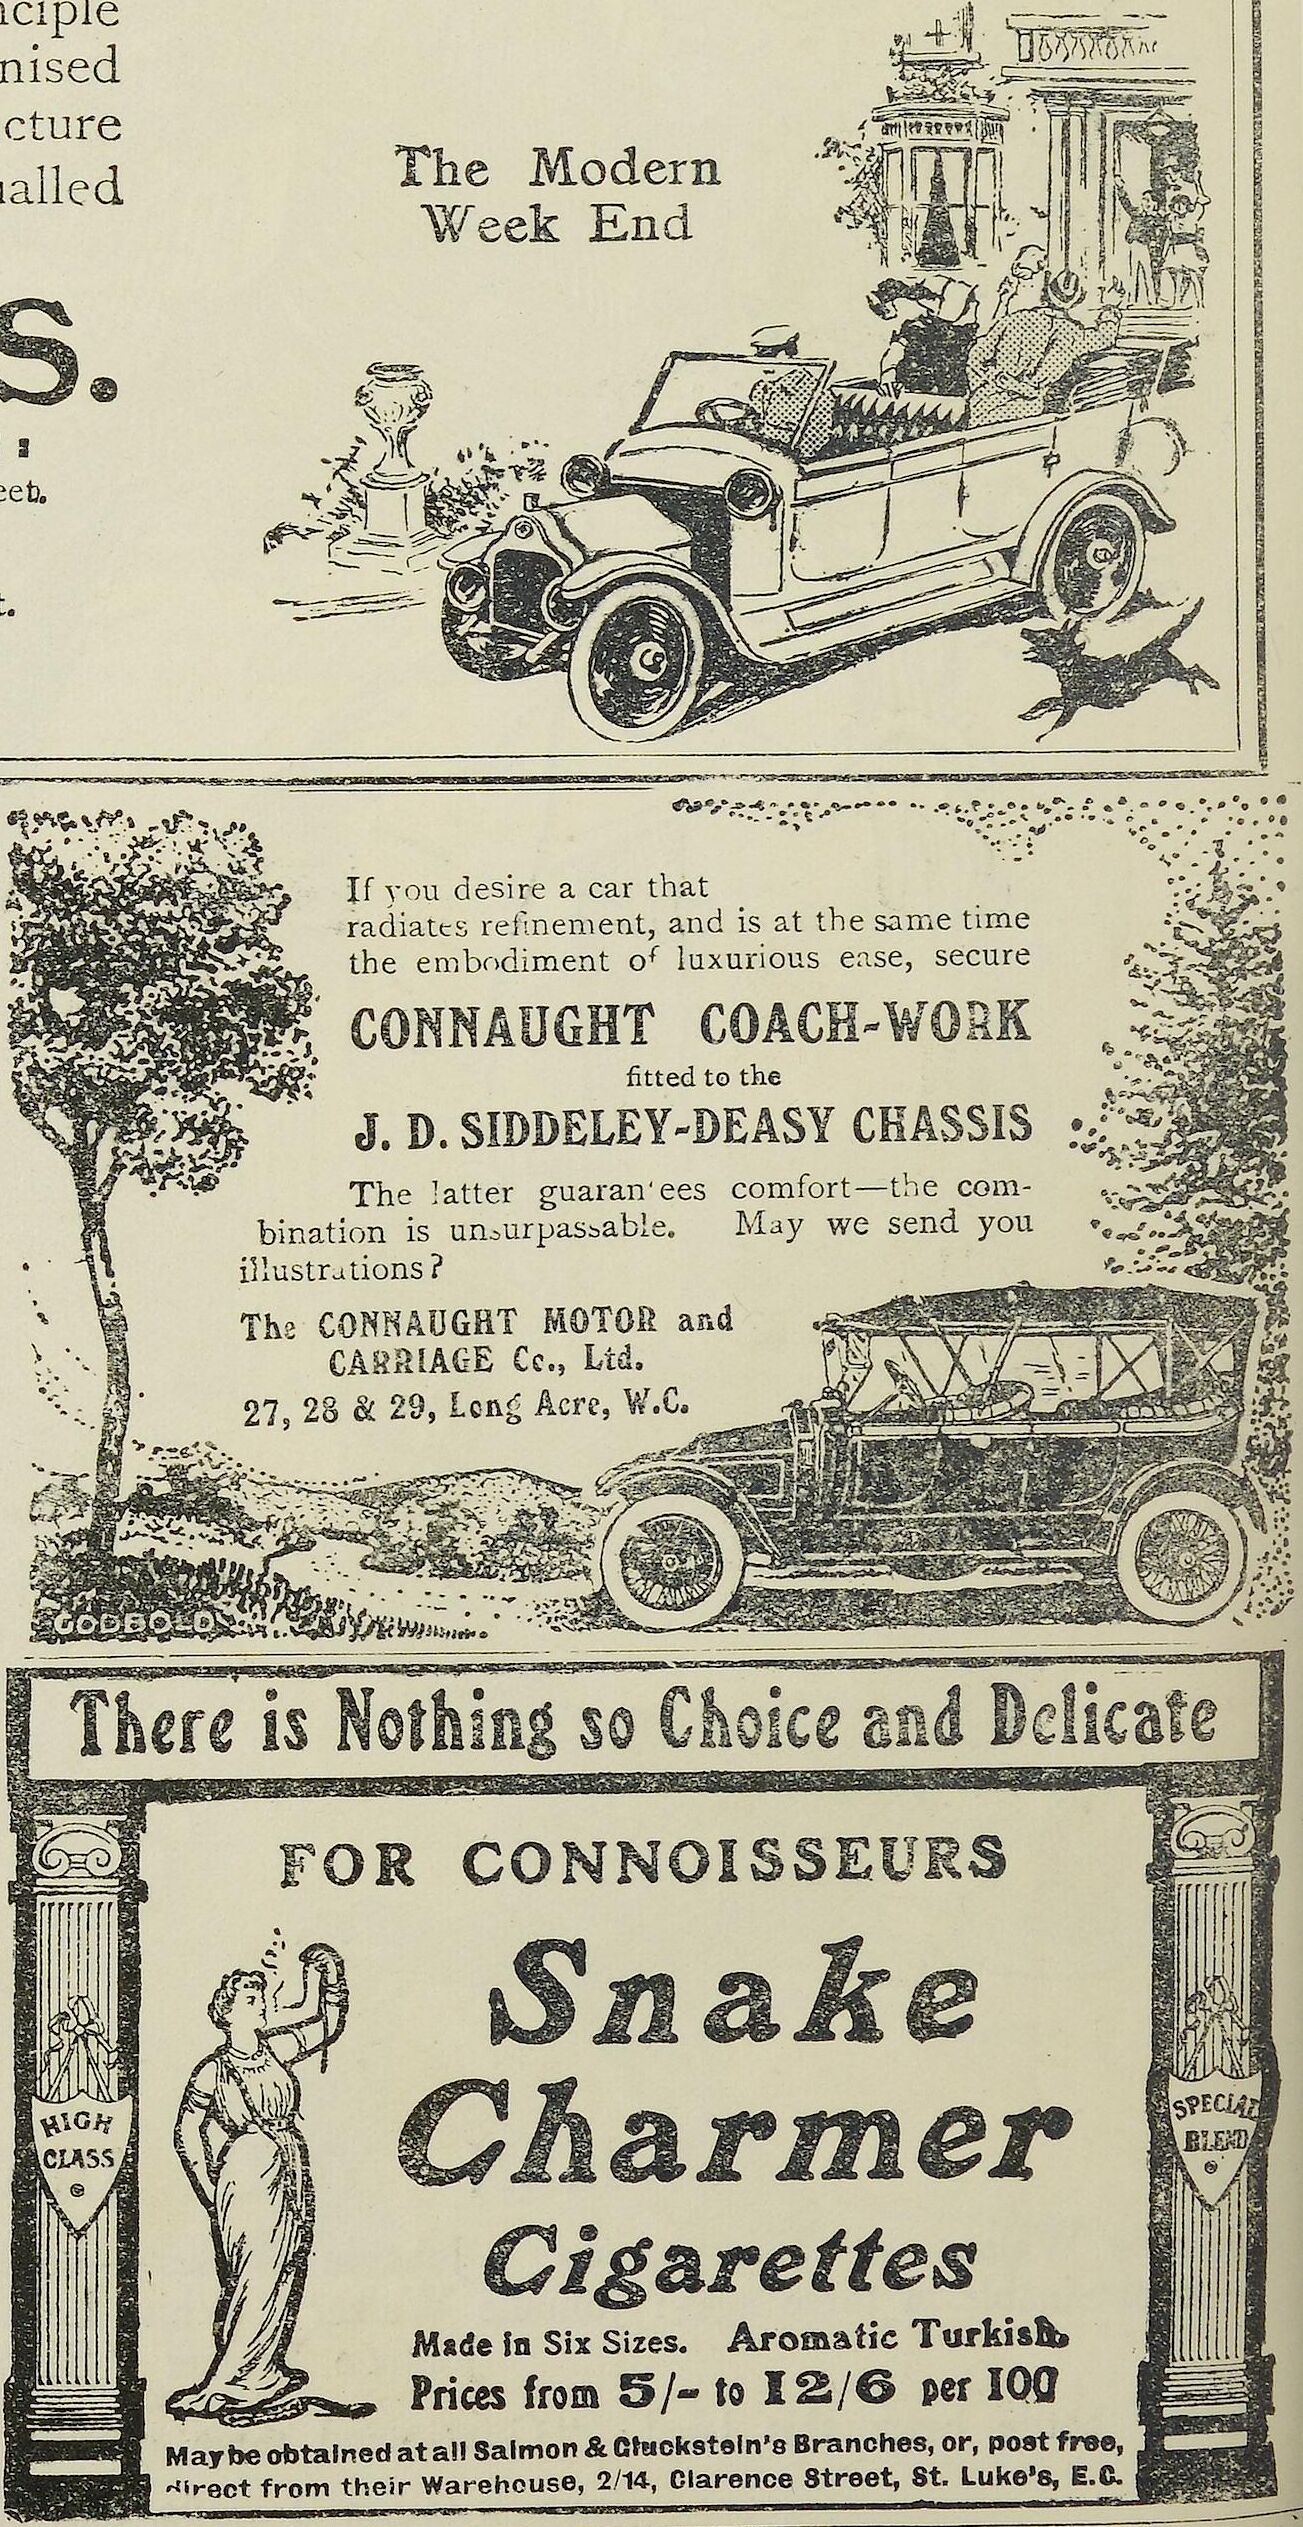 nciple
nised
cture
ualled
S.
:
eet.
t.
The Modern
Week End
If you desire a car that
radiates refinement, and is at the same time
the embodiment of luxurious ease, secure
CONNAUGHT COACH-WORK
fitted to the
J. D. SIDDELEY-DEASY CHASSIS
The latter guarantees comfort—the com-
bination is unsurpassable. May we send you
illustrations?
The CONNAUGHT MOTOR and
CARRIAGE Co., Ltd.
27, 28 & 29, Long Acre, W.C.
GODBOLD
There is Nothing so Choice and Delicate
FOR CONNOISSEURS
Snake
Charmer
Cigarettes
HIGH
CLASS
SPECIAL
BLEND
Made in Six Sizes. Aromatic Turkish.
Prices from 5/- to 12/6 per 100
May be obtained at all Salmon & Gluckstein's Branches, or, post free,
direct from their Warehouse, 2/14, Clarence Street, St. Luke's, E.C.